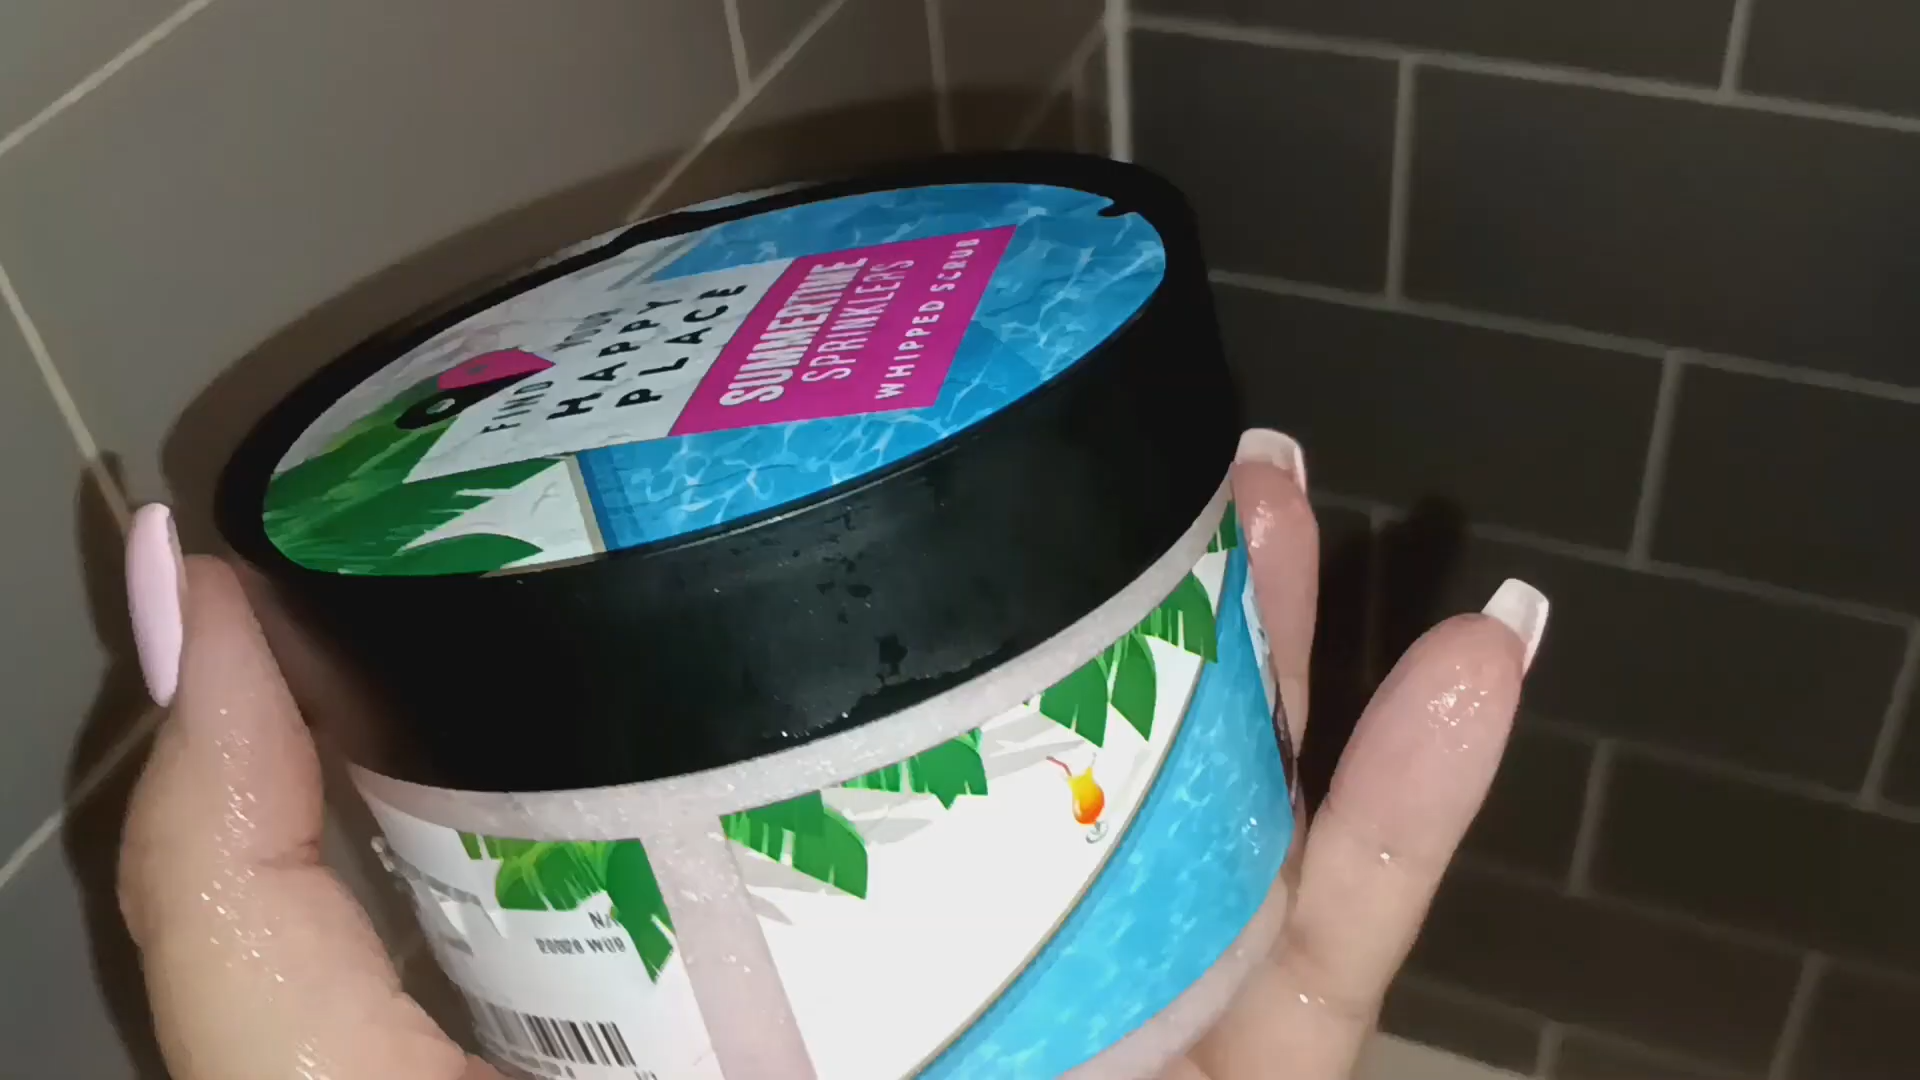 FIND YOUR
HAPPY
PLACE
SUMMERTIME
SPRINKLERS
WHIPPED SCRUB